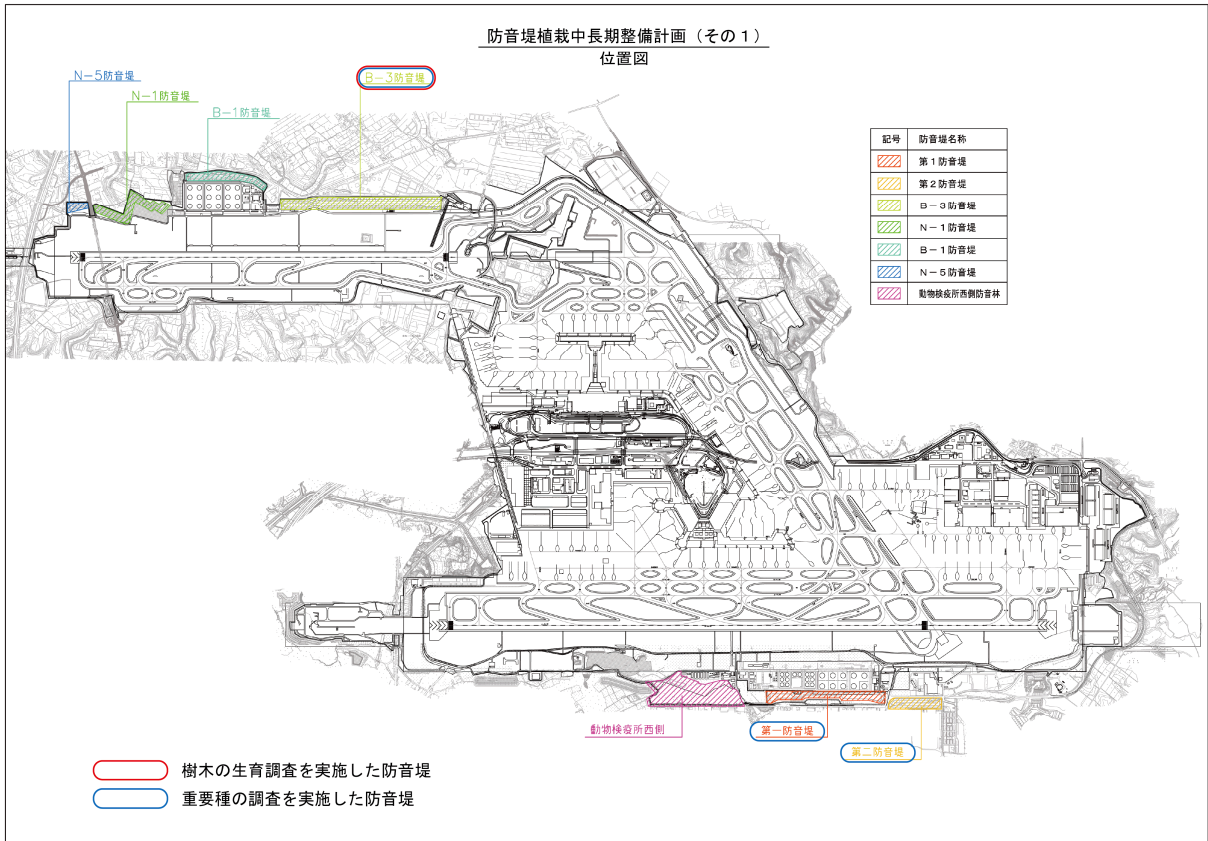 防音堤植栽中長期整備計画（その１）
位置図
N－5防音堤
N－1防音堤
B－1防音堤
B－3防音堤
記号 防音堤名称
第１防音堤
第２防音堤
Ｂ－３防音堤
Ｎ－１防音堤
Ｂ－１防音堤
Ｎ－５防音堤
動物検疫所西側防音林
動物検疫所西側
第一防音堤
第二防音堤
樹木の生育調査を実施した防音堤
重要種の調査を実施した防音堤